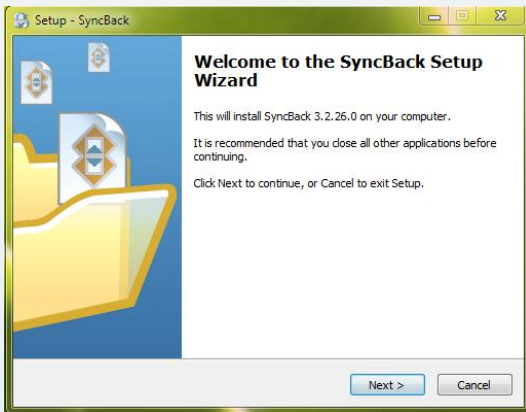 Setup - SyncBack
Welcome to the SyncBack Setup
Wizard
This will install SyncBack 3.2.26.0 on your computer.
It is recommended that you close all other applications before
continuing.
Click Next to continue, or Cancel to exit Setup.
Next >
Cancel